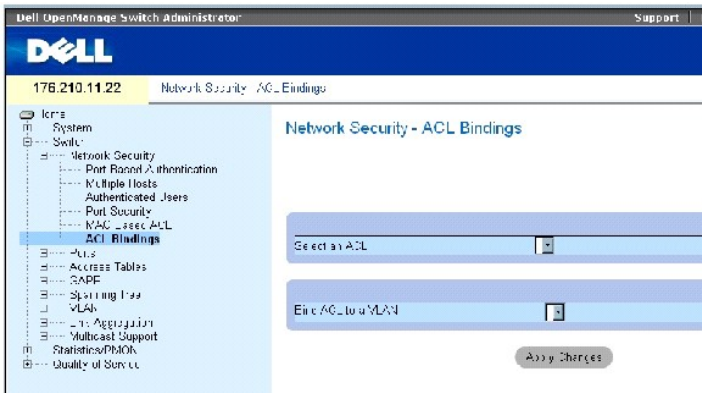 Dell OpenManage Switch Administrator
Support
DELL
176.210.11.22
Network Security - ACL Bindings
Home
System
Switch
Network Security
Port Based Authentication
Multiple Hosts
Authenticated Users
Port Security
MAC Based ACL
ACL Bindings
Ports
Address Tables
GARP
Spanning Tree
VLAN
Link Aggregation
Multicast Support
Statistics/RMON
Quality of Service
Network Security - ACL Bindings
Select an ACL
Bind ACL to a VLAN
Apply Changes